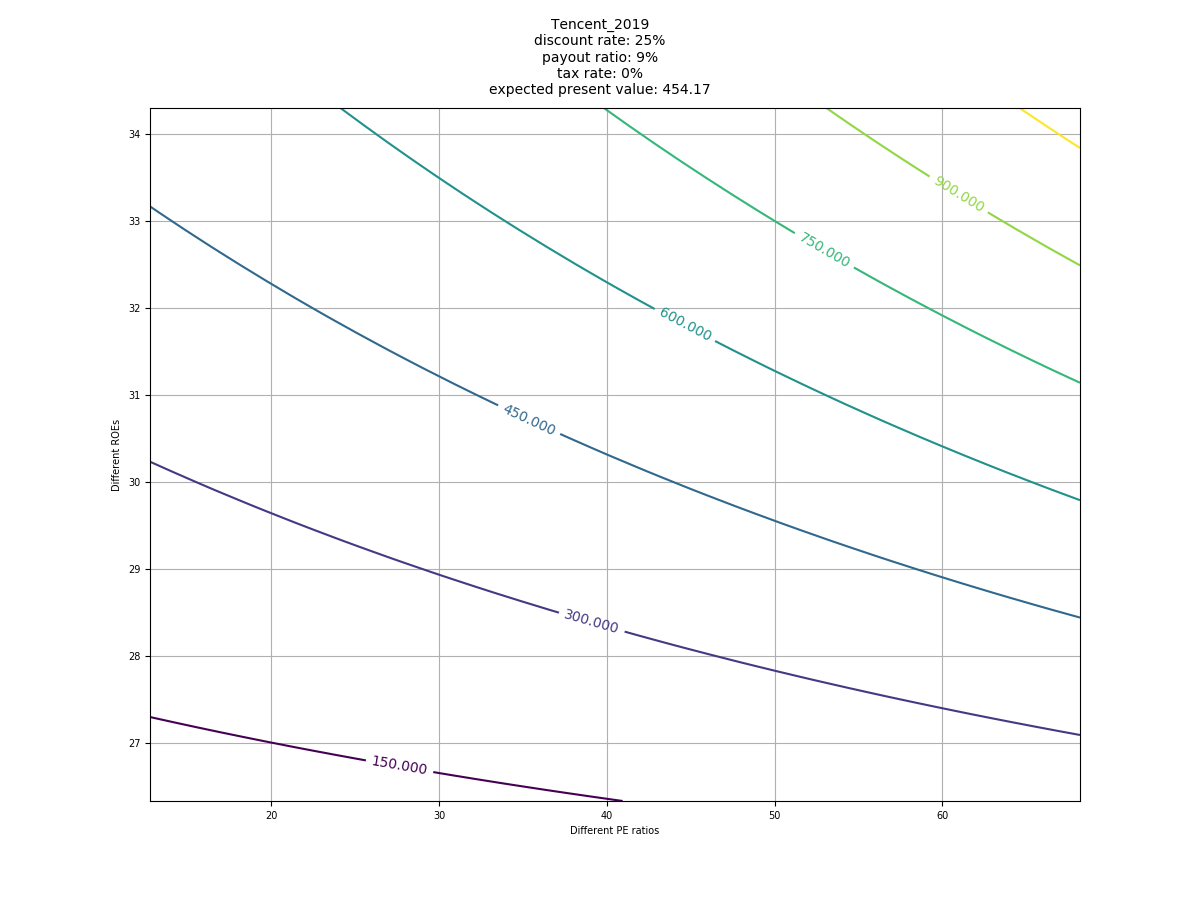 Tencent_2019
discount rate: 25%
payout ratio: 9%
tax rate: 0%
expected present value: 454.17
34
33
32
31
30
29
28
27
Different ROEs
900.000
750.000
600.000
450.000
300.000
150.000
20
30
40
50
60
Different PE ratios